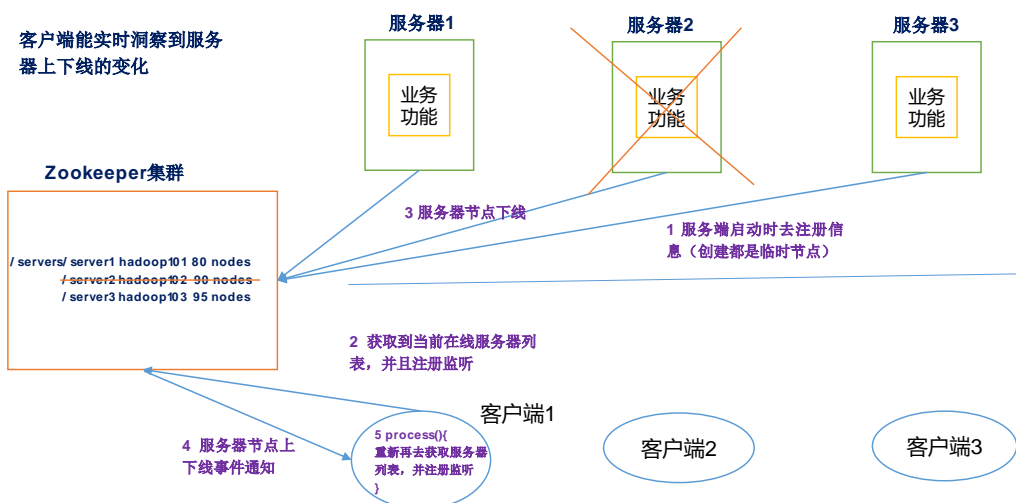 客户端能实时洞察到服务
器上下线的变化
服务器1
服务器2
服务器3
业务
功能
业务
功能
业务
功能
Zookeeper集群
3 服务器节点下线
1 服务端启动时去注册信
息（创建都是临时节点）
/ servers/ server1 hadoop101 80 nodes
/ server2 hadoop102 90 nodes
/ server3 hadoop103 95 nodes
2 获取到当前在线服务器列
表，并且注册监听
4 服务器节点上
下线事件通知
客户端1
5 process(){
重新再去获取服务器
列表，并注册监听
}
客户端2
客户端3